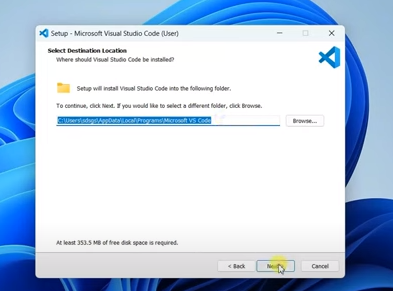 Setup - Microsoft Visual Studio Code (User)
Select Destination Location
Where should Visual Studio Code be installed?
Setup will install Visual Studio Code into the following folder.
To continue, click Next. If you would like to select a different folder, click Browse.
C:\Users\sdsgs\AppData\Local\Programs\Microsoft VS Code
Browse...
At least 353.5 MB of free disk space is required.
< Back
Next
Cancel